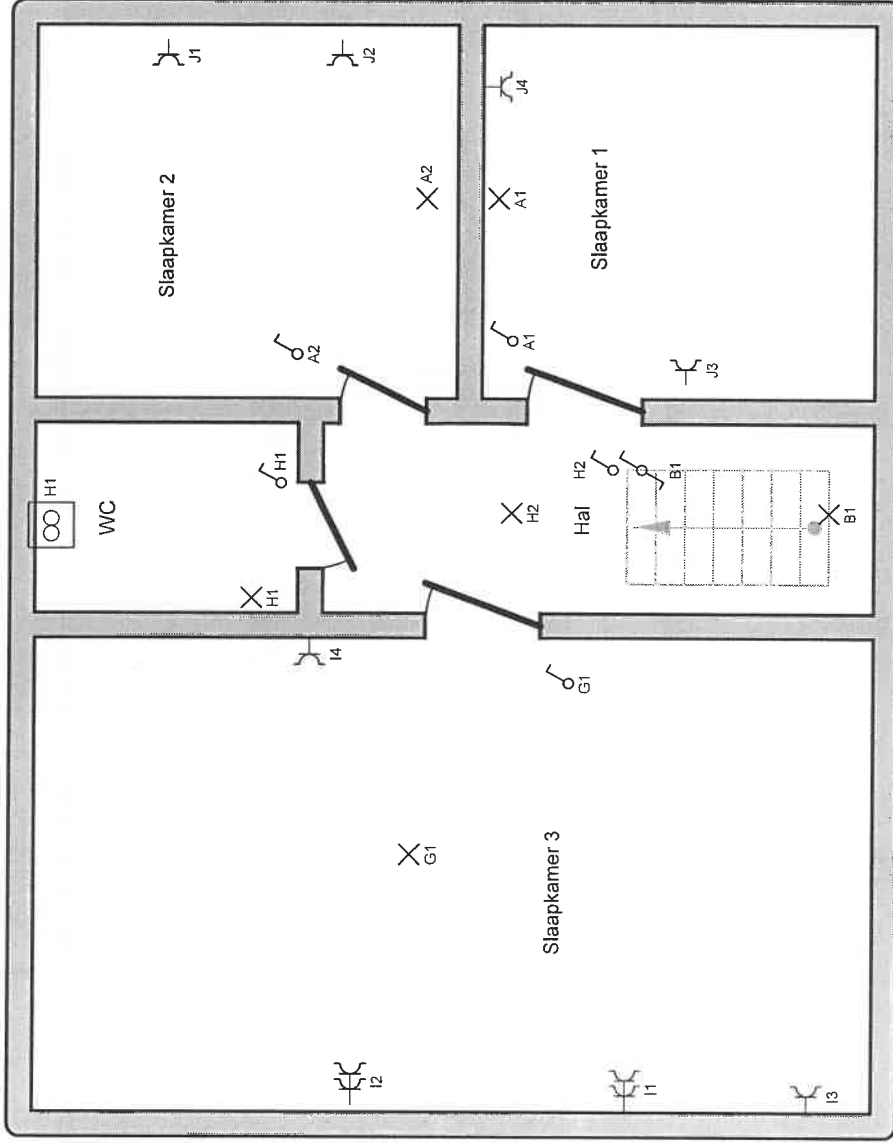 J1
J2
Slaapkamer 2
A2
A2
J4
A1
Slaapkamer 1
A1
J3
H1
WC
H1
H1
H2
Hal
H2
B1
B1
I4
G1
G1
Slaapkamer 3
I2
I1
I3